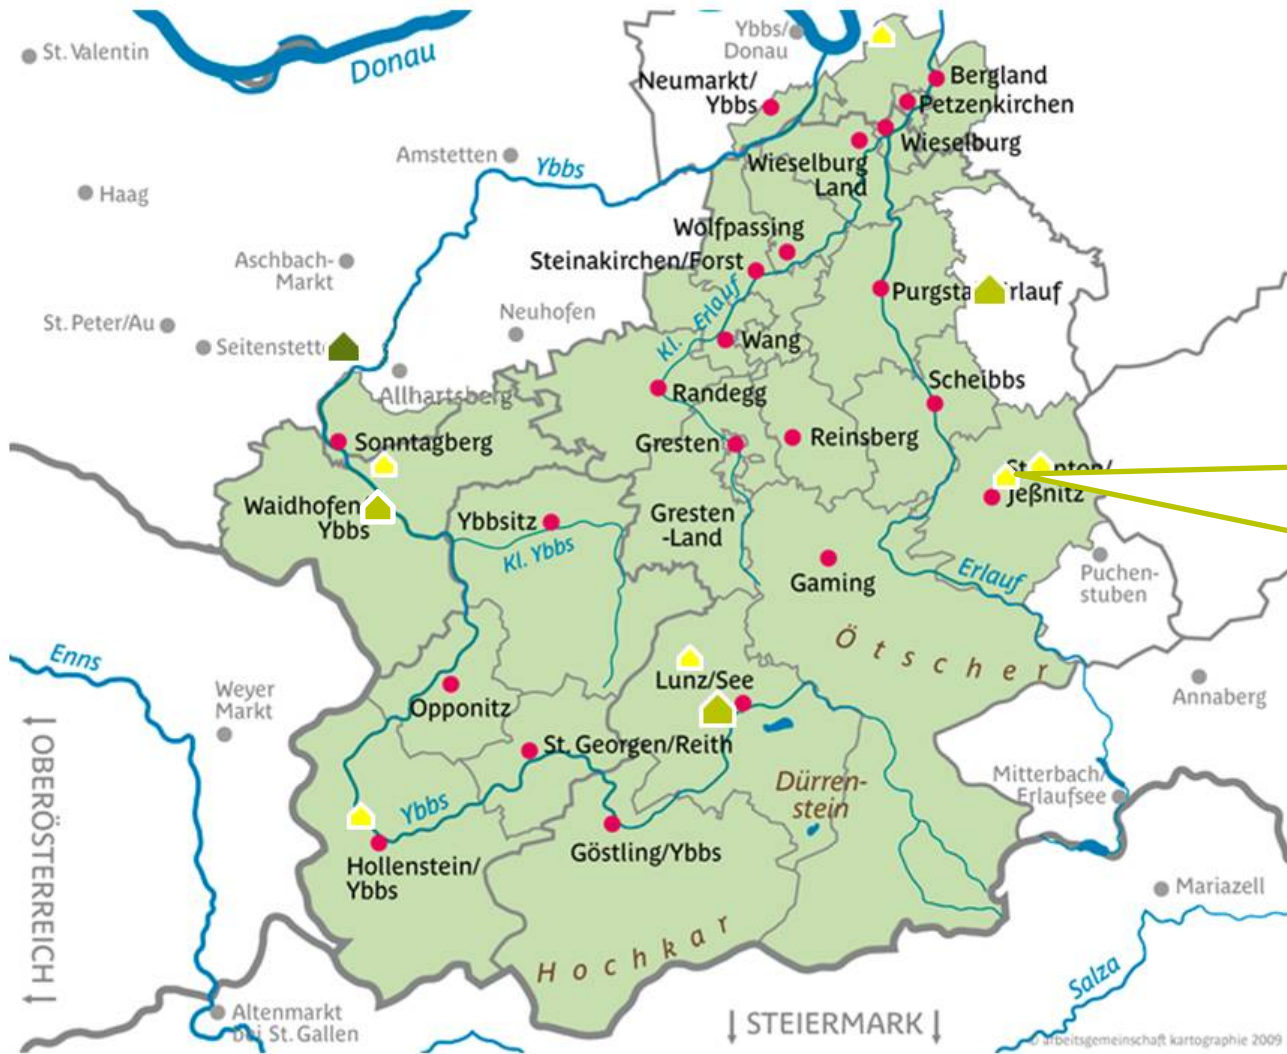 St. Valentin
Donau
Ybbs/
Donau
Neumarkt/
Ybbs
Bergland
Petzenkirchen
Wieselburg
Wieselburg
Land
Amstetten
Ybbs
Haag
Wolfpassing
Steinakirchen/Forst
Aschbach-
Markt
Purgsta
rlauf
Kl. Erlauf
St. Peter/Au
Neuhofen
Seitenstett
Wang
Allhartsberg
Randegg
Scheibbs
Sonntagberg
Gresten
Reinsberg
Jeßnitz
Waidhofen
Ybbs
Ybbsitz
Kl. Ybbs
Gresten
-Land
Gaming
Erlauf
Puchen-
stuben
Ötscher
Enns
Lunz/See
Annaberg
Weyer
Markt
Opponitz
St. Georgen/Reith
OBERÖSTERREICH
Dürren-
stein
Mitterbach/
Erlaufsee
Ybbs
Göstling/Ybbs
Hollenstein/
Ybbs
Mariazell
Hochkar
Salza
Altenmarkt
bei St. Gallen
STEIERMARK
arbeitsgemeinschaft kartographie 2009